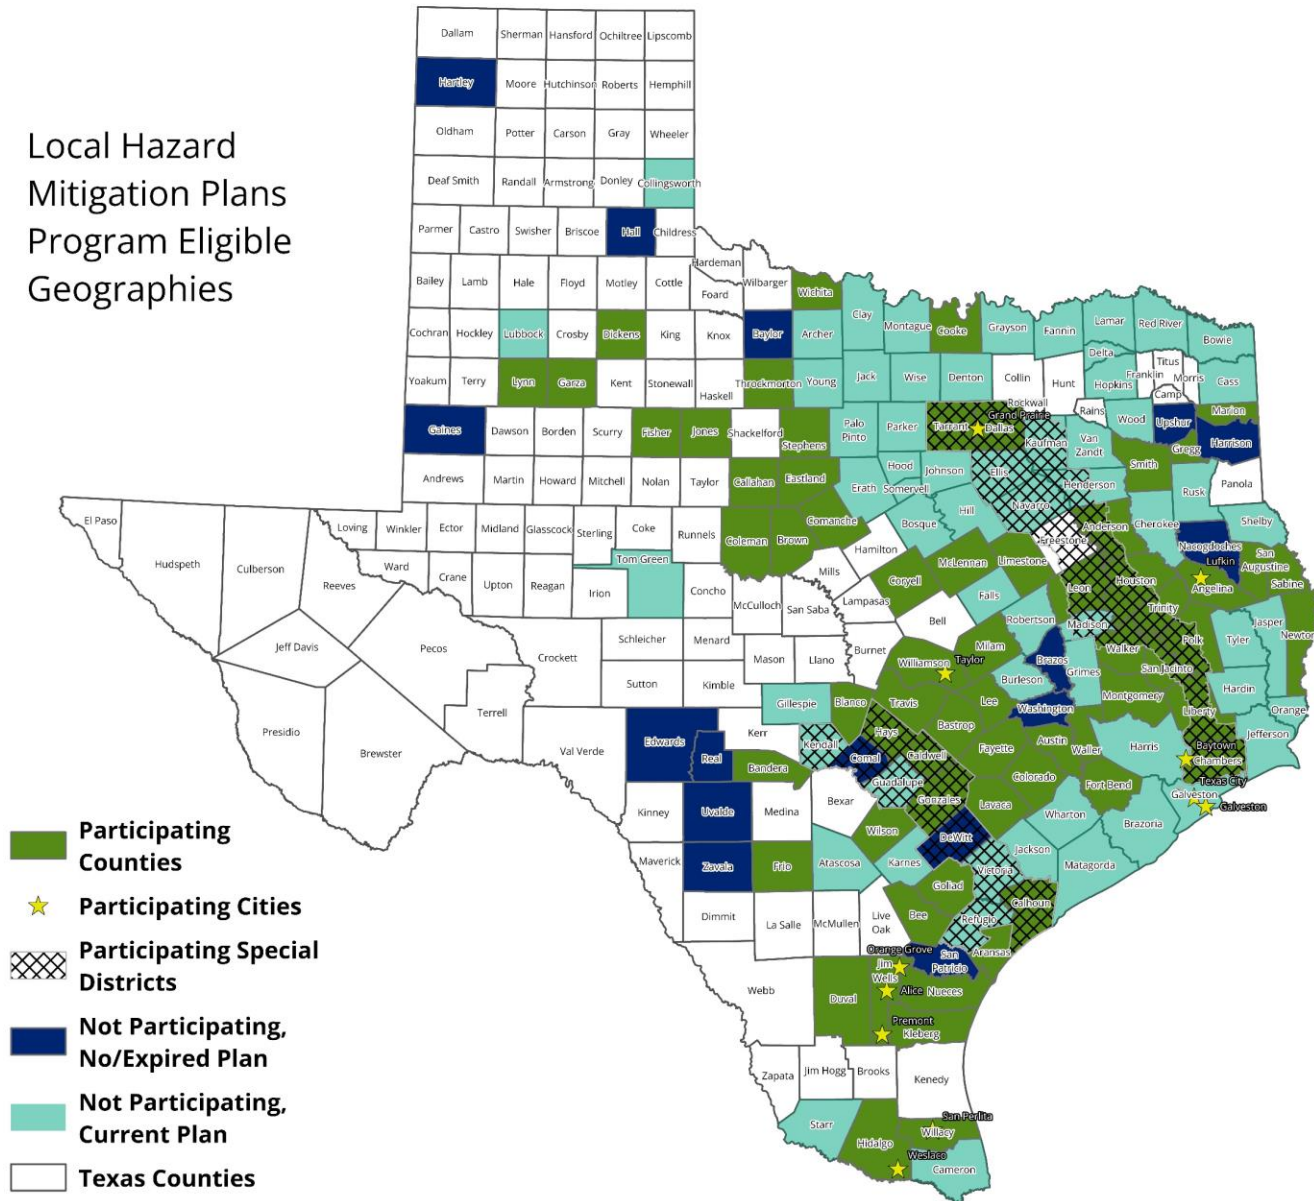 Local Hazard
Mitigation Plans
Program Eligible
Geographies
Dallam Sherman Hansford Ochiltree Lipscomb
Hartley Moore Hutchinson Roberts Hemphill
Oldham Potter Carson Gray Wheeler
Deaf Smith Randall Armstrong Donley Collingsworth
Parmer Castro Swisher Briscoe Hall Childress
Hardeman
Bailey Lamb Hale Floyd Motley Cottle Foard Wilbarger Wichita
Clay Montague Cooke Grayson Fannin Lamar Red River Bowie
Cochran Hockley Lubbock Crosby Dickens King Knox Baylor Archer
Delta Titus Franklin Morris Camp Hopkins Cass
Yoakum Terry Lynn Garza Kent Stonewall Haskell Throckmorton Young Jack Wise Denton Collin Hunt
Rockwall Rains Wood Upshur Marion
Grand Prairie
Gaines Dawson Borden Scurry Fisher Jones Shackelford Stephens Palo Pinto Parker Tarrant Dallas Kaufman Van Zandt Smith Gregg Harrison
Andrews Martin Howard Mitchell Nolan Taylor Callahan Eastland Erath Hood Somervell Johnson Ellis Navarro Henderson Rusk Panola
El Paso Hudspeth Culberson Reeves Loving Winkler Ector Midland Glasscock Sterling Coke Runnels Coleman Brown Comanche Bosque Hill Freestone Anderson Cherokee Shelby
Ward Crane Upton Reagan Irion Tom Green Concho McCulloch San Saba Mills Hamilton Coryell McLennan Limestone Leon Houston Nacogdoches
Lufkin
Angelina San Augustine Sabine
Lampasas Bell Falls Robertson Madison Trinity Polk Tyler Jasper Newton
Jeff Davis Pecos Crockett Schleicher Menard Mason Llano Burnet Williamson
Taylor
Milam Brazos Grimes Walker San Jacinto Hardin Orange
Sutton Kimble Gillespie Blanco Travis Lee Burleson Washington Montgomery Liberty
Presidio Brewster Terrell Val Verde Edwards Real Kerr Bandera Kendall Comal Hays Caldwell Bastrop Fayette Austin Waller Harris Jefferson
Baytown
Chambers
Texas City
Galveston
Galveston
Kinney Uvalde Medina Bexar Guadalupe Gonzales Lavaca Colorado Fort Bend Wharton Brazoria
Maverick Zavala Frio Atascosa Wilson Karnes DeWitt Victoria Jackson Matagorda
Dimmit La Salle McMullen Live Oak Bee Goliad Refugio Calhoun Aransas
Orange Grove
Webb Duval Jim Wells San Patricio
Alice
Nueces
Premont
Kleberg
Zapata Jim Hogg Brooks Kenedy
San Perlita
Starr Hidalgo Willacy
Weslaco
Cameron
Participating
Counties
Participating Cities
Participating Special
Districts
Not Participating,
No/Expired Plan
Not Participating,
Current Plan
Texas Counties